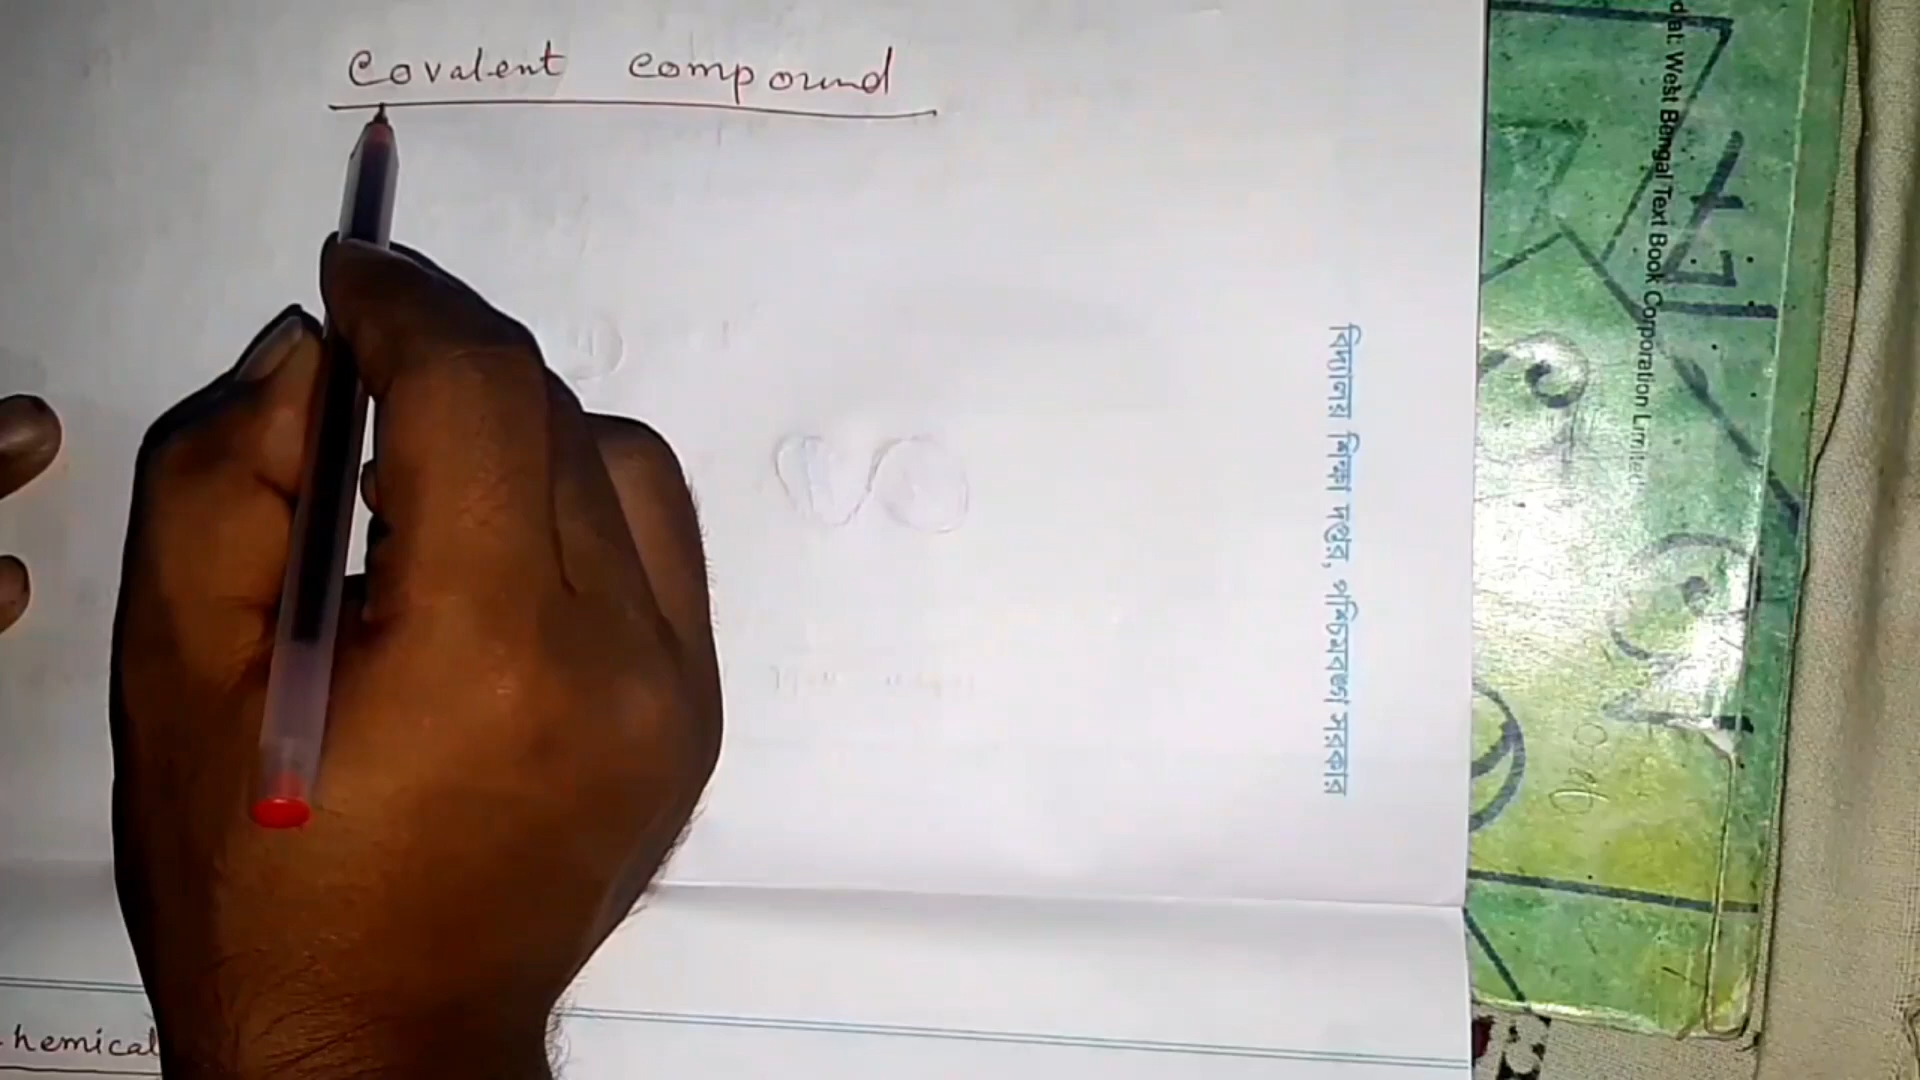 Covalent compound
বিদ্যালয় শিক্ষা দপ্তর, পশ্চিমবঙ্গ সরকার
West Bengal Text Book Corporation Limited
hemical